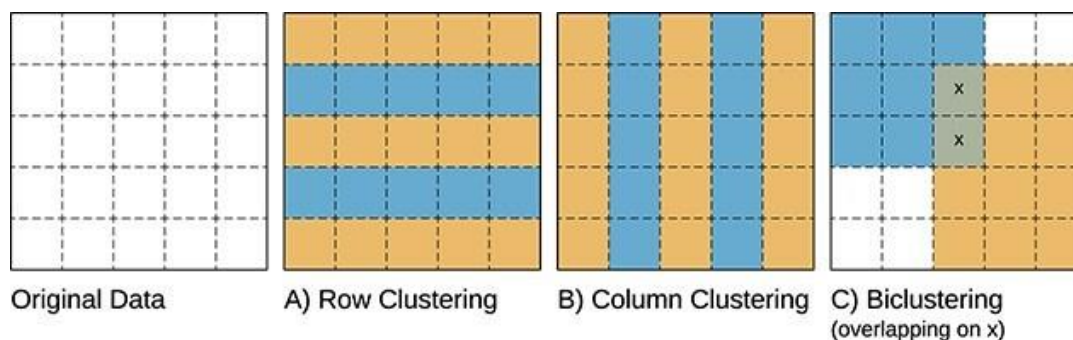 x
x
Original Data
A) Row Clustering
B) Column Clustering
C) Biclustering
(overlapping on x)